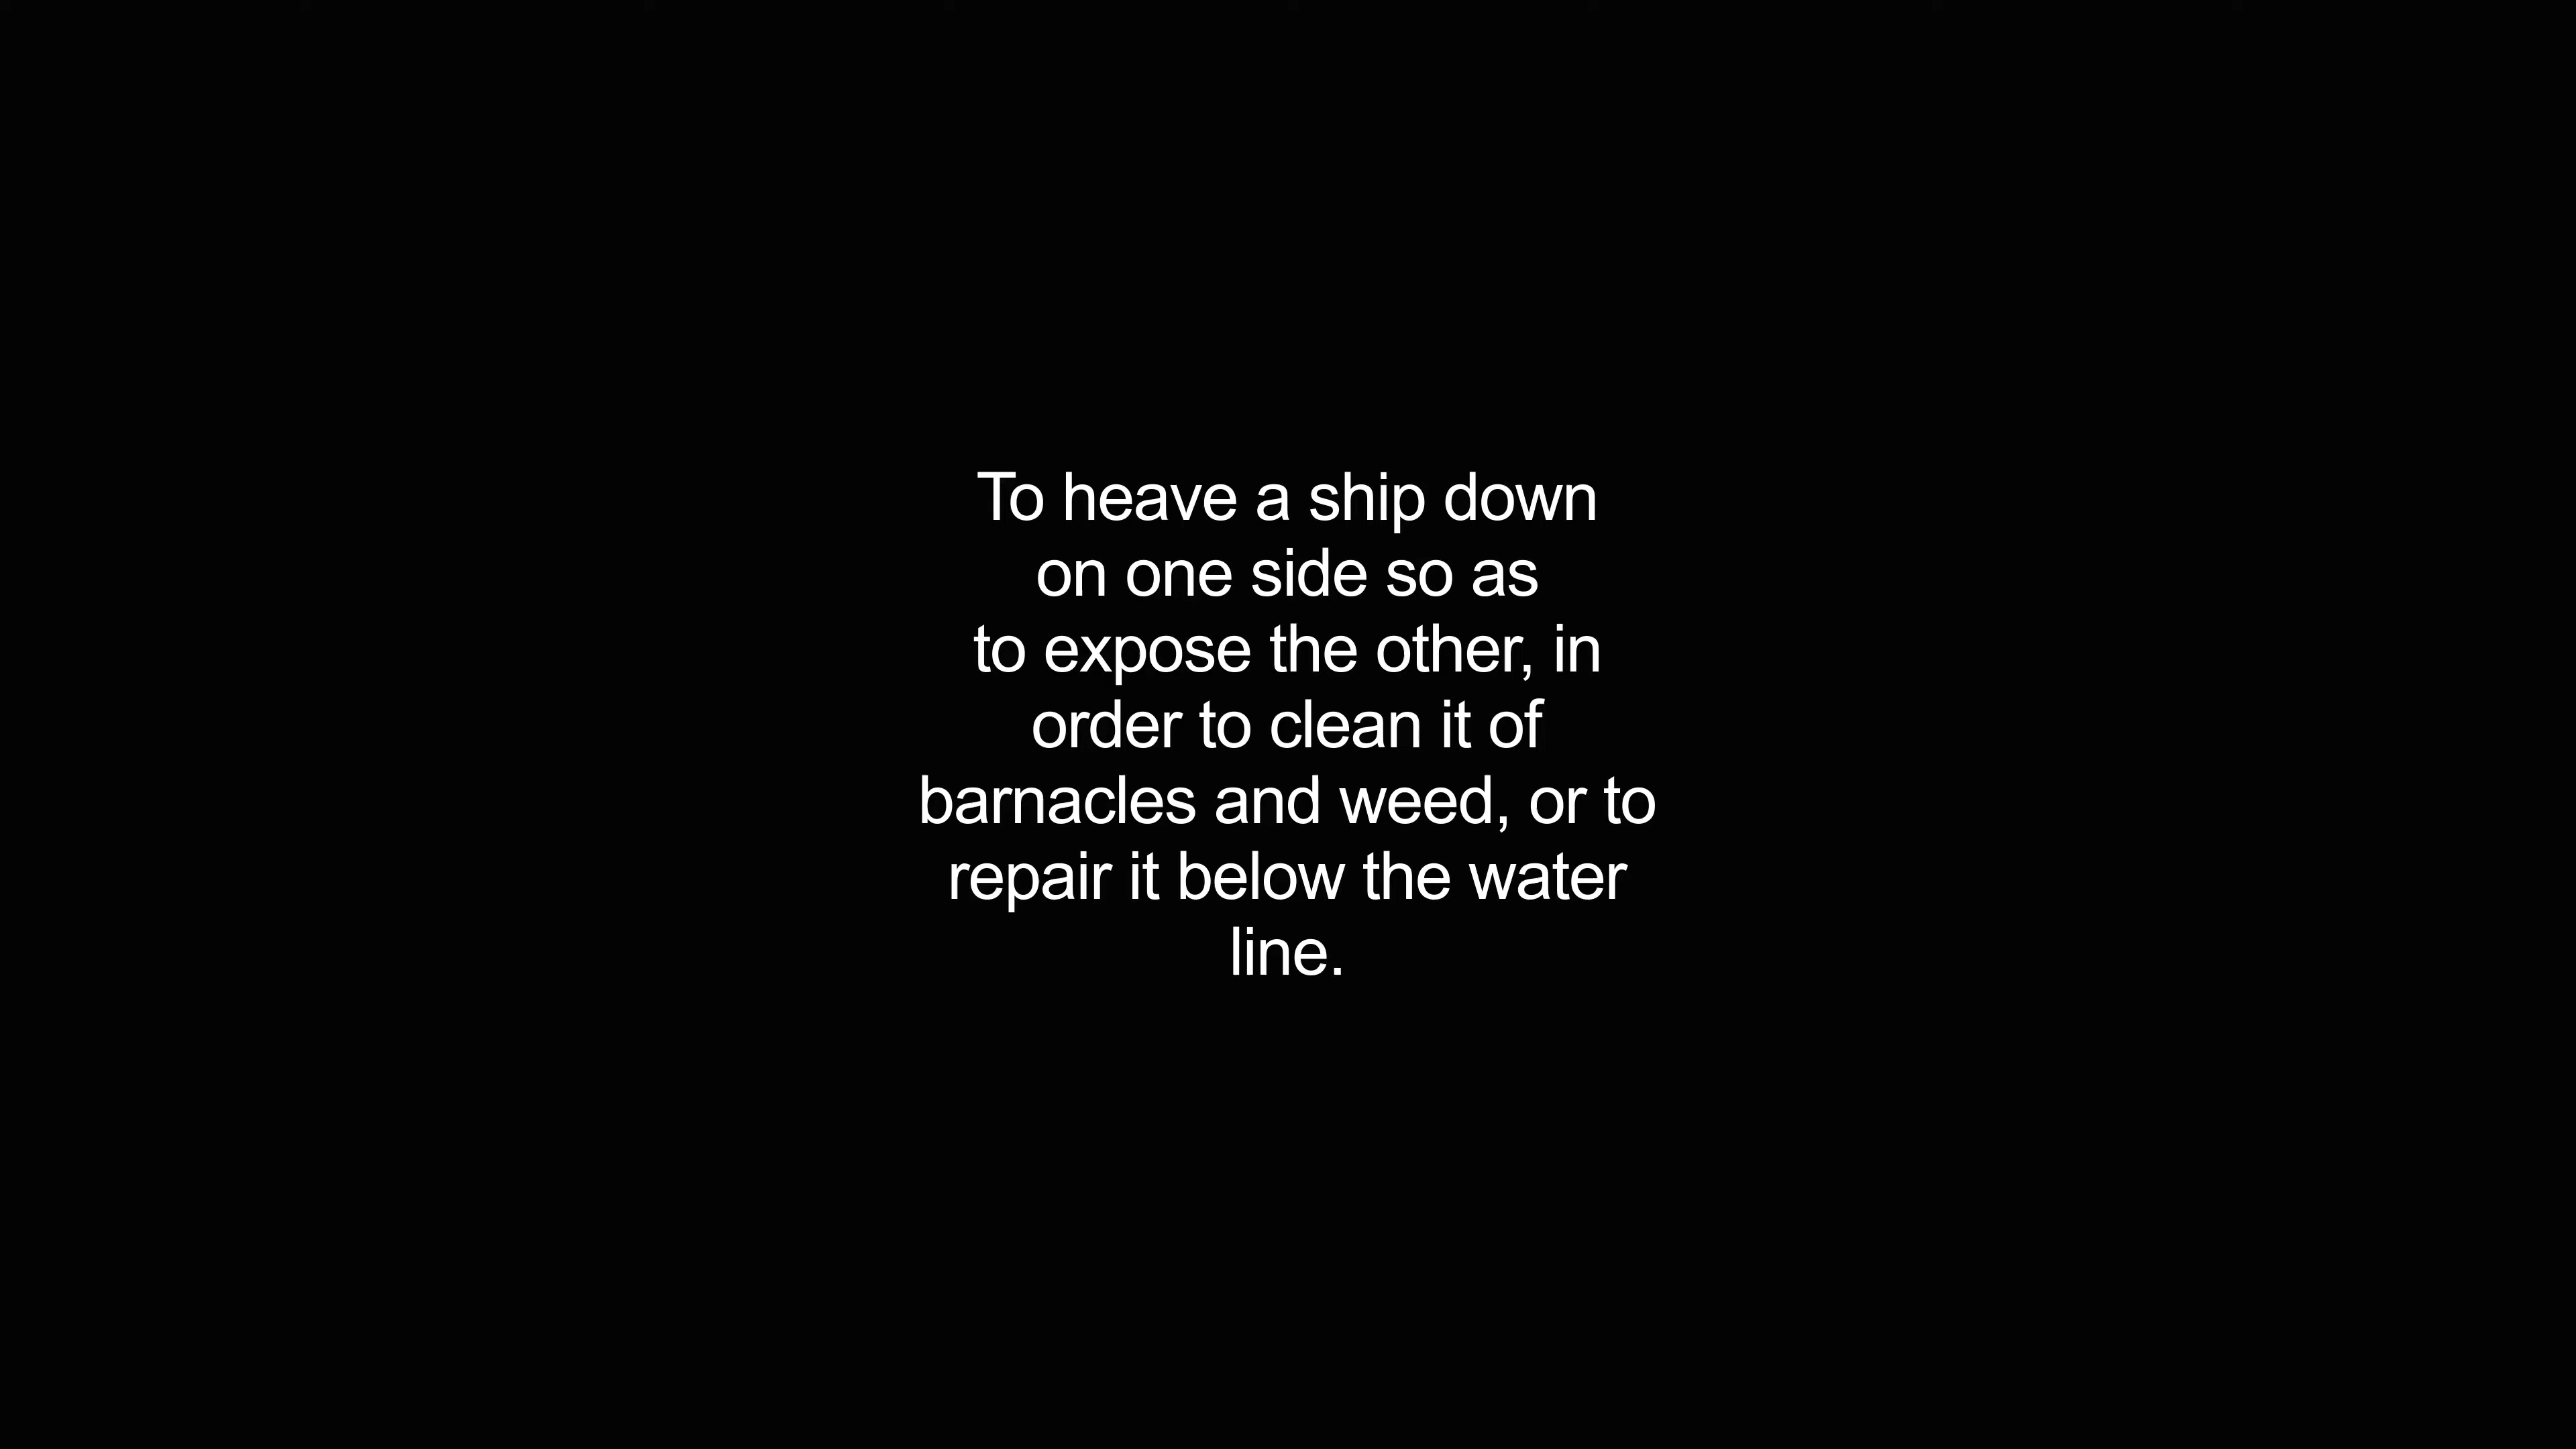 To heave a ship down
on one side so as
to expose the other, in
order to clean it of
barnacles and weed, or to
repair it below the water
line.